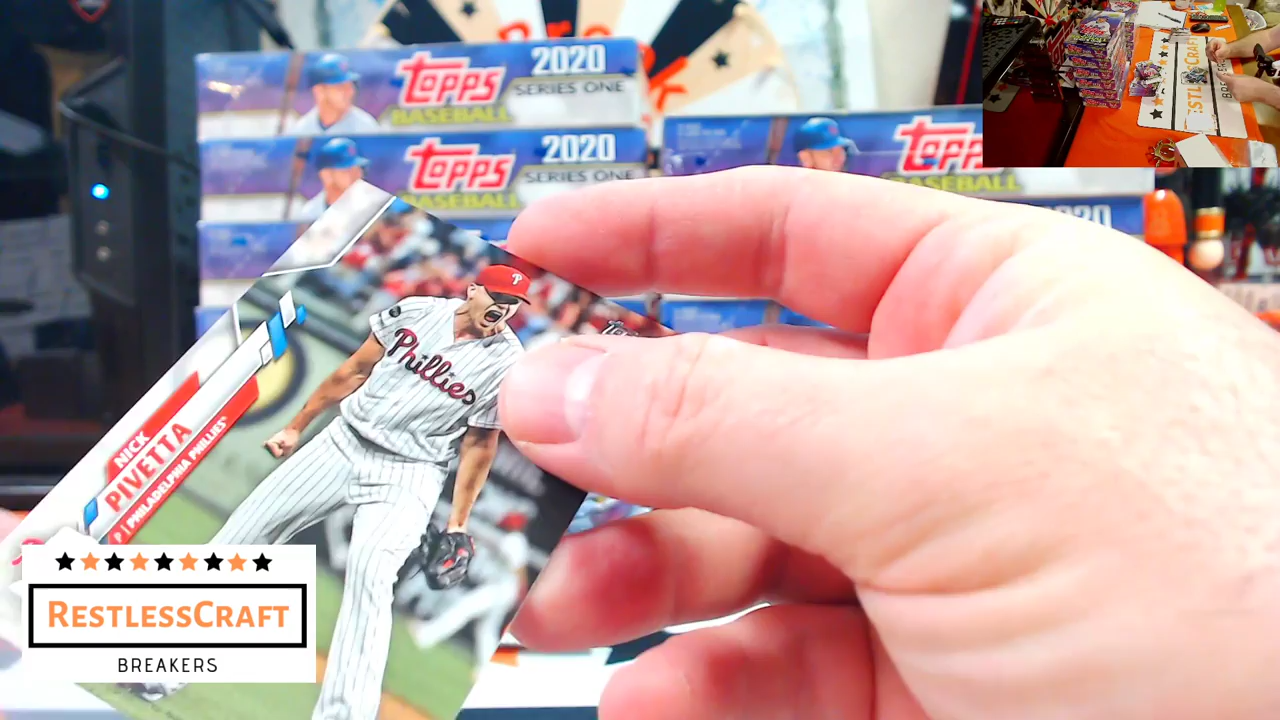 Topps
2020
SERIES ONE
BASEBALL
Topps
2020
SERIES ONE
BASEBALL
Topps
BASEBALL
2020
P
Phillies
NICK
PIVETTA
P | PHILADELPHIA PHILLIES
RESTLESSCRAFT
BREAKERS